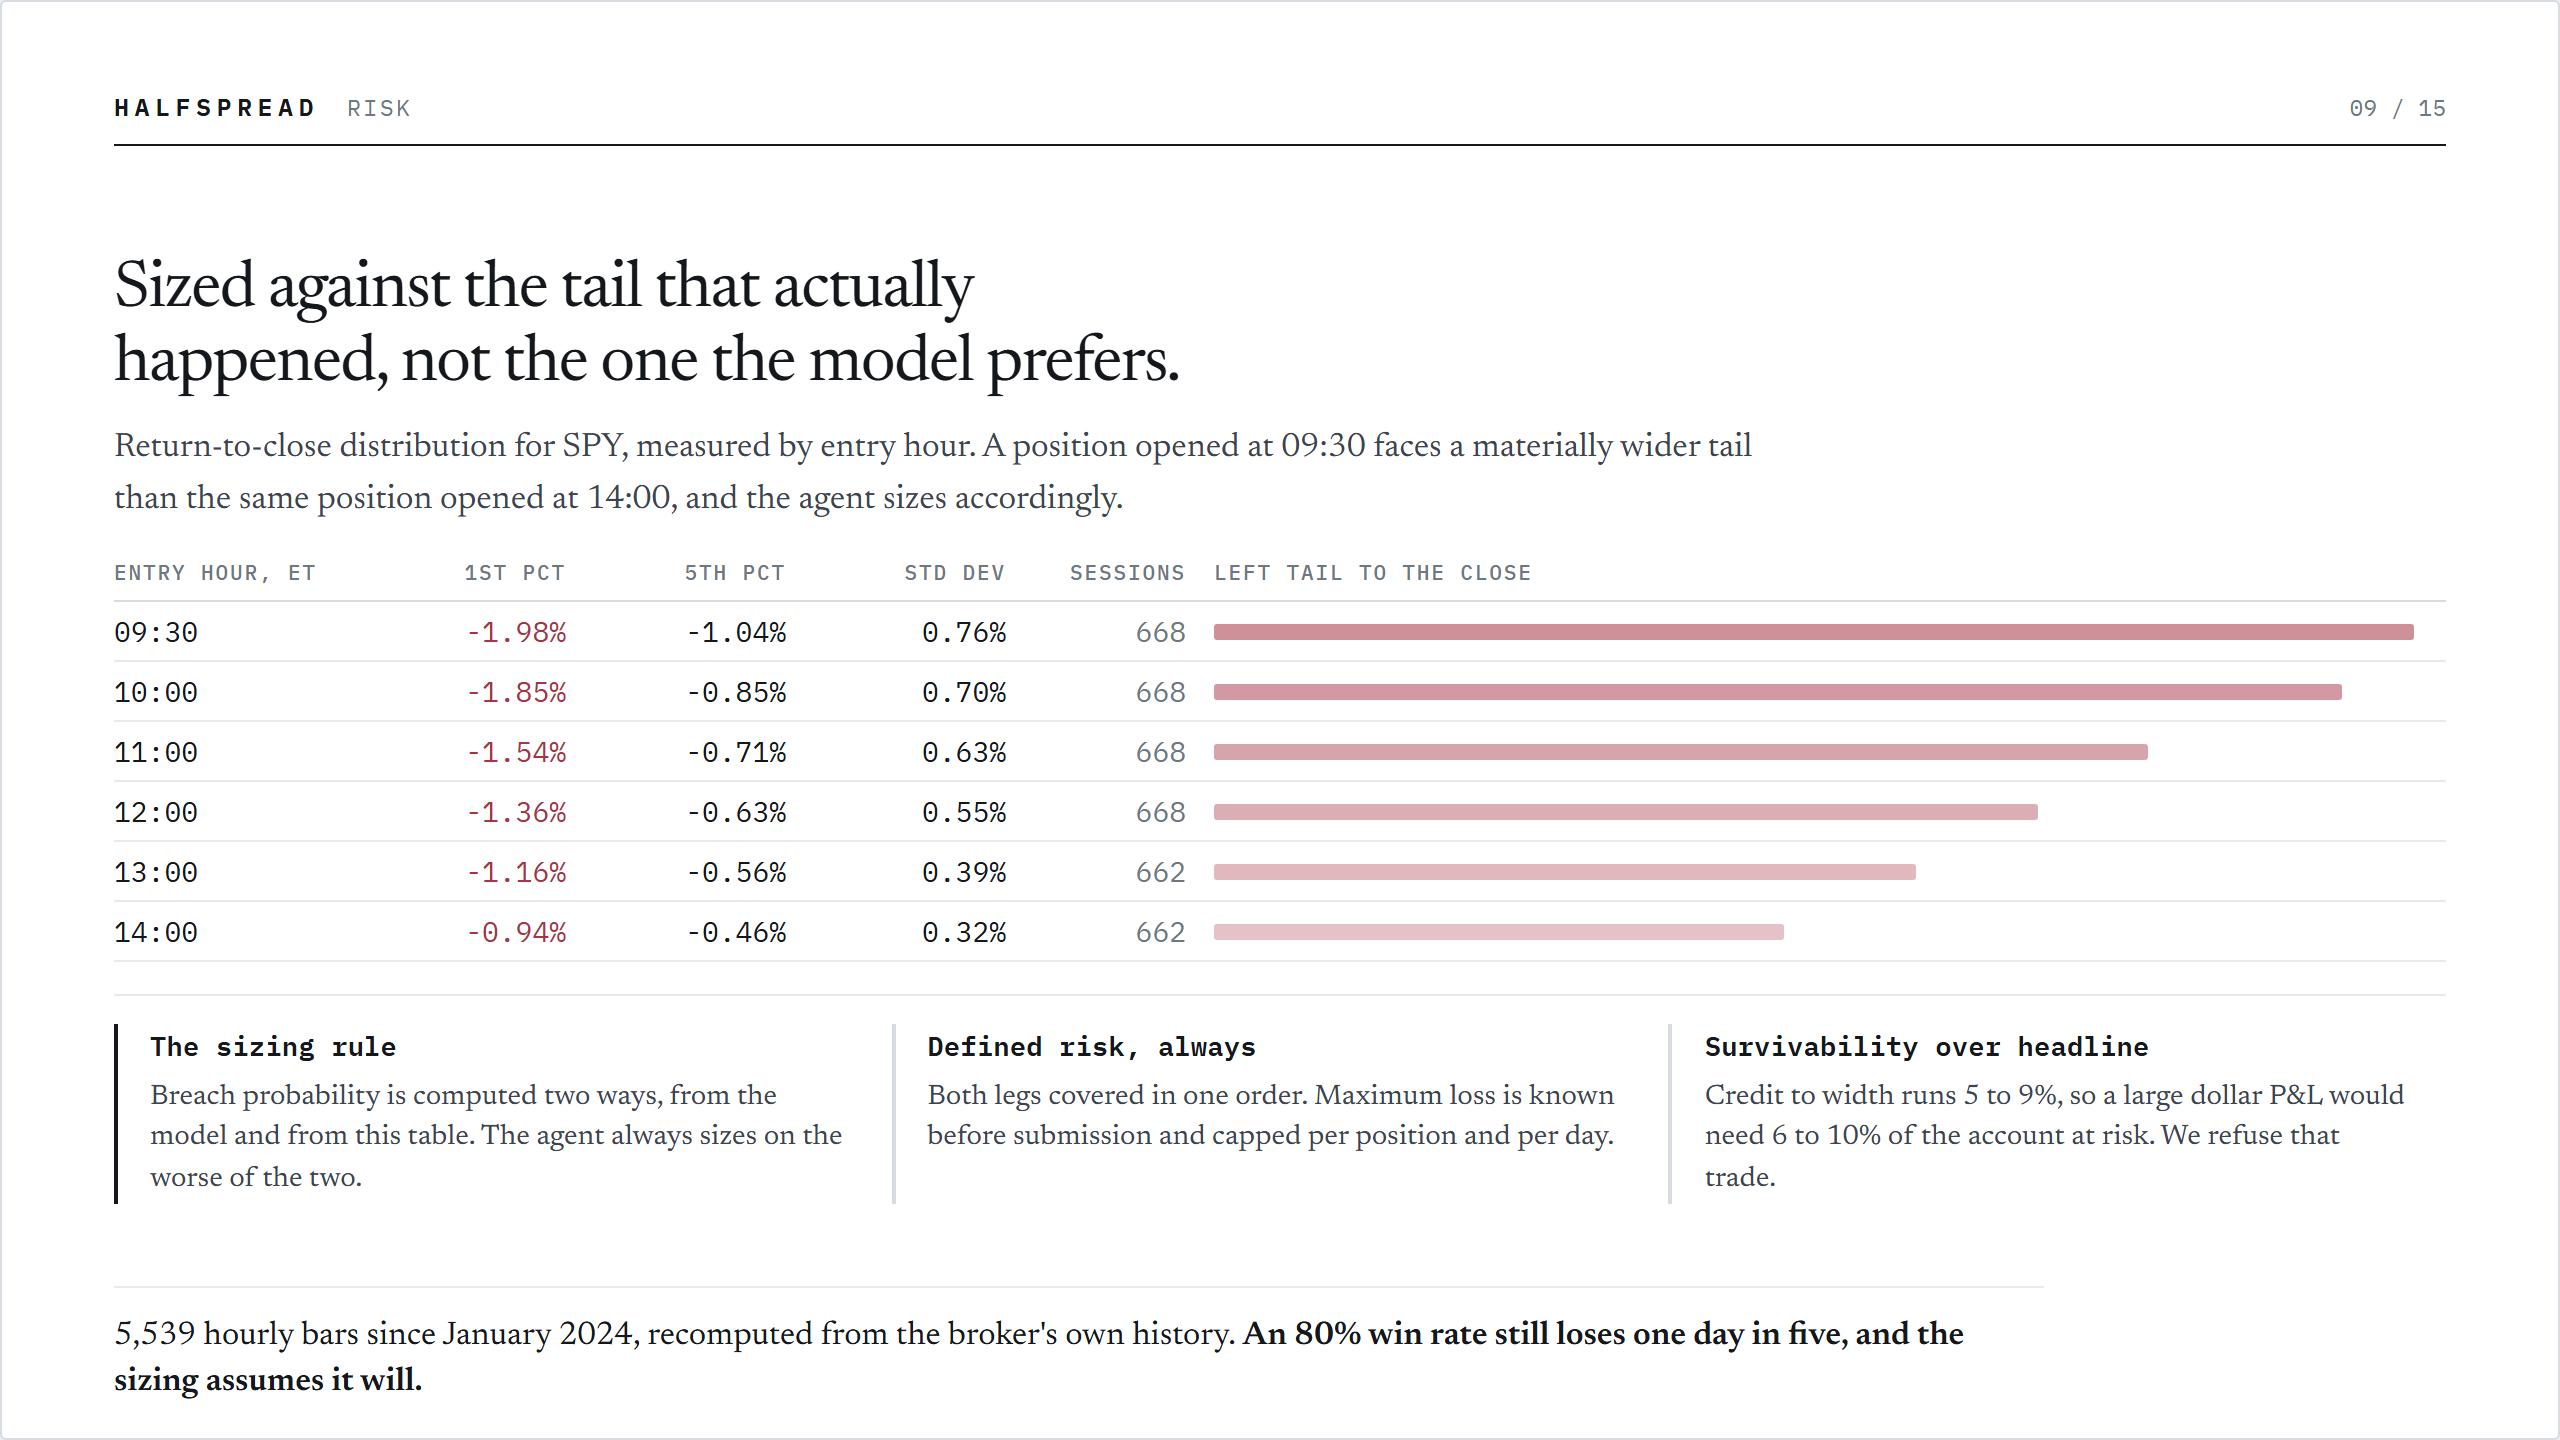 HALFSPREAD RISK 09 / 15
Sized against the tail that actually
happened, not the one the model prefers.
Return-to-close distribution for SPY, measured by entry hour. A position opened at 09:30 faces a materially wider tail
than the same position opened at 14:00, and the agent sizes accordingly.
ENTRY HOUR, ET 1ST PCT 5TH PCT STD DEV SESSIONS LEFT TAIL TO THE CLOSE
09:30 -1.98% -1.04% 0.76% 668
10:00 -1.85% -0.85% 0.70% 668
11:00 -1.54% -0.71% 0.63% 668
12:00 -1.36% -0.63% 0.55% 668
13:00 -1.16% -0.56% 0.39% 662
14:00 -0.94% -0.46% 0.32% 662
The sizing rule
Breach probability is computed two ways, from the
model and from this table. The agent always sizes on the
worse of the two.
Defined risk, always
Both legs covered in one order. Maximum loss is known
before submission and capped per position and per day.
Survivability over headline
Credit to width runs 5 to 9%, so a large dollar P&L would
need 6 to 10% of the account at risk. We refuse that
trade.
5,539 hourly bars since January 2024, recomputed from the broker's own history. An 80% win rate still loses one day in five, and the
sizing assumes it will.